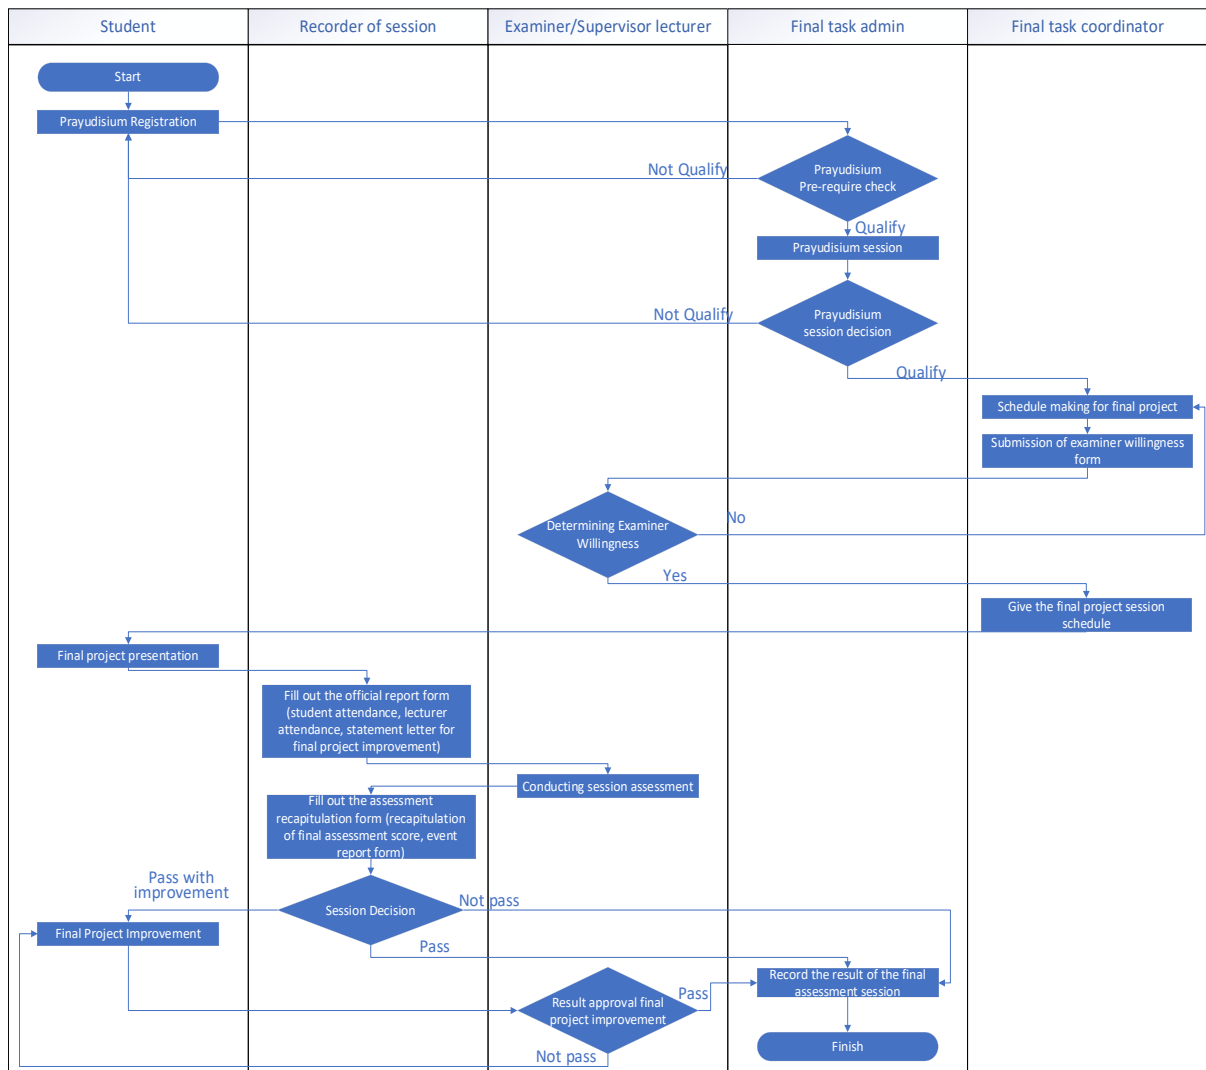 Student
Recorder of session
Examiner/Supervisor lecturer
Final task admin
Final task coordinator
Start
Prayudisium Registration
Not Qualify
Prayudisium
Pre-require check
Qualify
Prayudisium session
Not Qualify
Prayudisium
session decision
Qualify
Schedule making for final project
Submission of examiner willingness
form
Determining Examiner
Willingness
No
Yes
Give the final project session
schedule
Final project presentation
Fill out the official report form
(student attendance, lecturer
attendance, statement letter for
final project improvement)
Conducting session assessment
Fill out the assessment
recapitulation form (recapitulation
of final assessment score, event
report form)
Pass with
improvement
Session Decision
Not pass
Final Project Improvement
Pass
Record the result of the final
assessment session
Result approval final
project improvement
Pass
Not pass
Finish